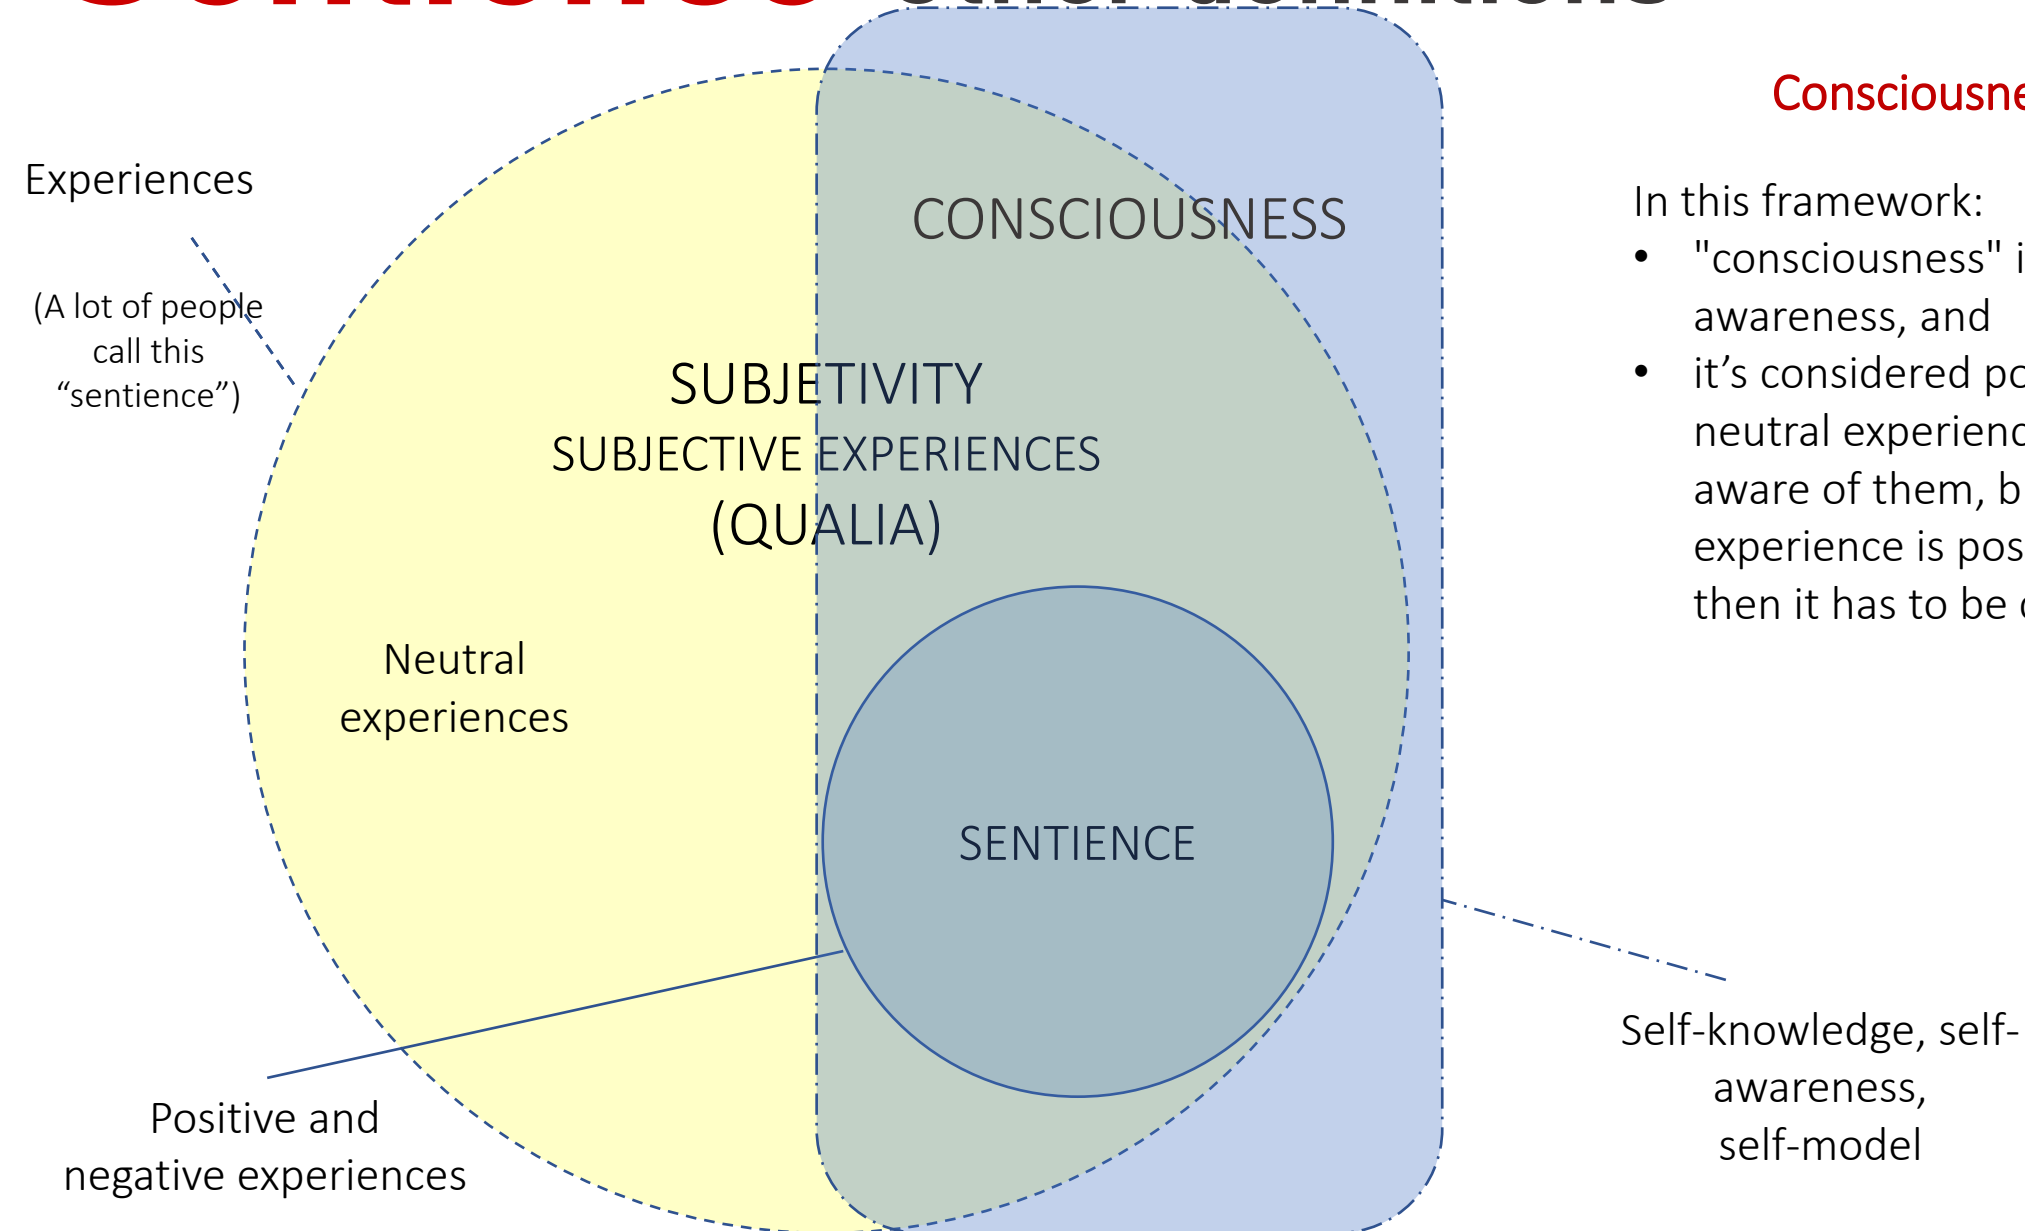 Experiences
(A lot of people
call this
“sentience”)
CONSCIOUSNESS
SUBJETIVITY
SUBJECTIVE EXPERIENCES
(QUALIA)
Neutral
experiences
SENTIENCE
Positive and
negative experiences
In this framework:
• "consciousness"
awareness, and
• it’s considered
neutral
aware of them,
experience is
then it has to be
Self-knowledge, self-
awareness,
self-model